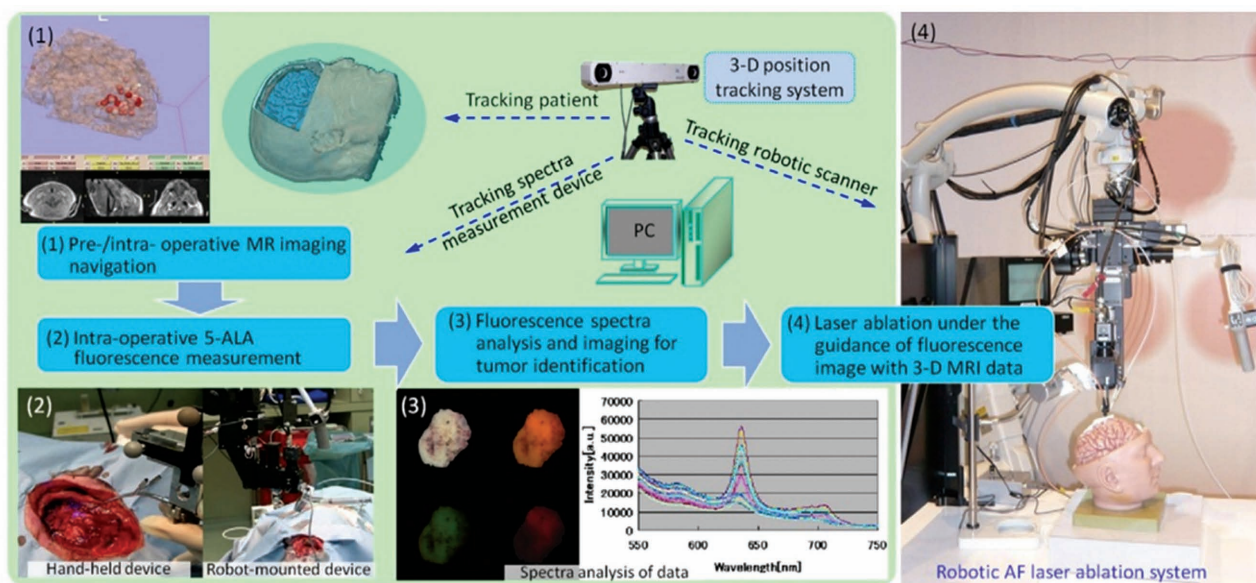 (1)
3-D position
tracking system
Tracking patient
Tracking spectra
measurement device
Tracking robotic scanner
PC
(1) Pre-/intra- operative MR imaging
navigation
(2) Intra-operative 5-ALA
fluorescence measurement
(3) Fluorescence spectra
analysis and imaging for
tumor identification
(4) Laser ablation under the
guidance of fluorescence
image with 3-D MRI data
(2)
Hand-held device
Robot-mounted device
(3)
Intensity[a.u.]
70000
60000
50000
40000
30000
20000
10000
0
550
600
650
700
750
Wavelength[nm]
Spectra analysis of data
(4)
Robotic AF laser ablation system